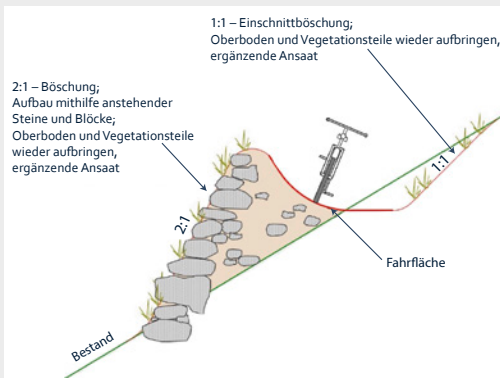 1:1 – Einschnittböschung;
Oberboden und Vegetationsteile wieder aufbringen,
ergänzende Ansaat
2:1 – Böschung;
Aufbau mithilfe anstehender
Steine und Blöcke;
Oberboden und Vegetationsteile
wieder aufbringen,
ergänzende Ansaat
1:1
2:1
Fahrfläche
Bestand